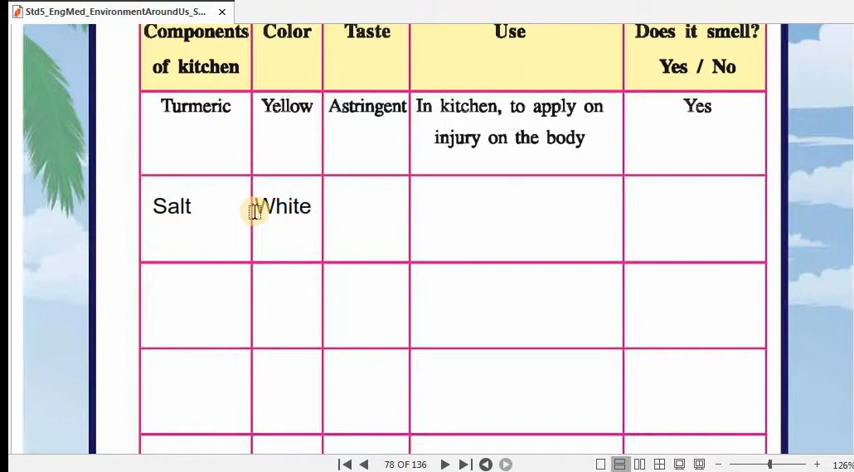 Std5_EngMed_EnvironmentAroundUs_S...
Components of kitchen
Color
Taste
Use
Does it smell?
Yes / No
Turmeric
Yellow
Astringent
In kitchen, to apply on
injury on the body
Yes
Salt
White
78 OF 136
126%